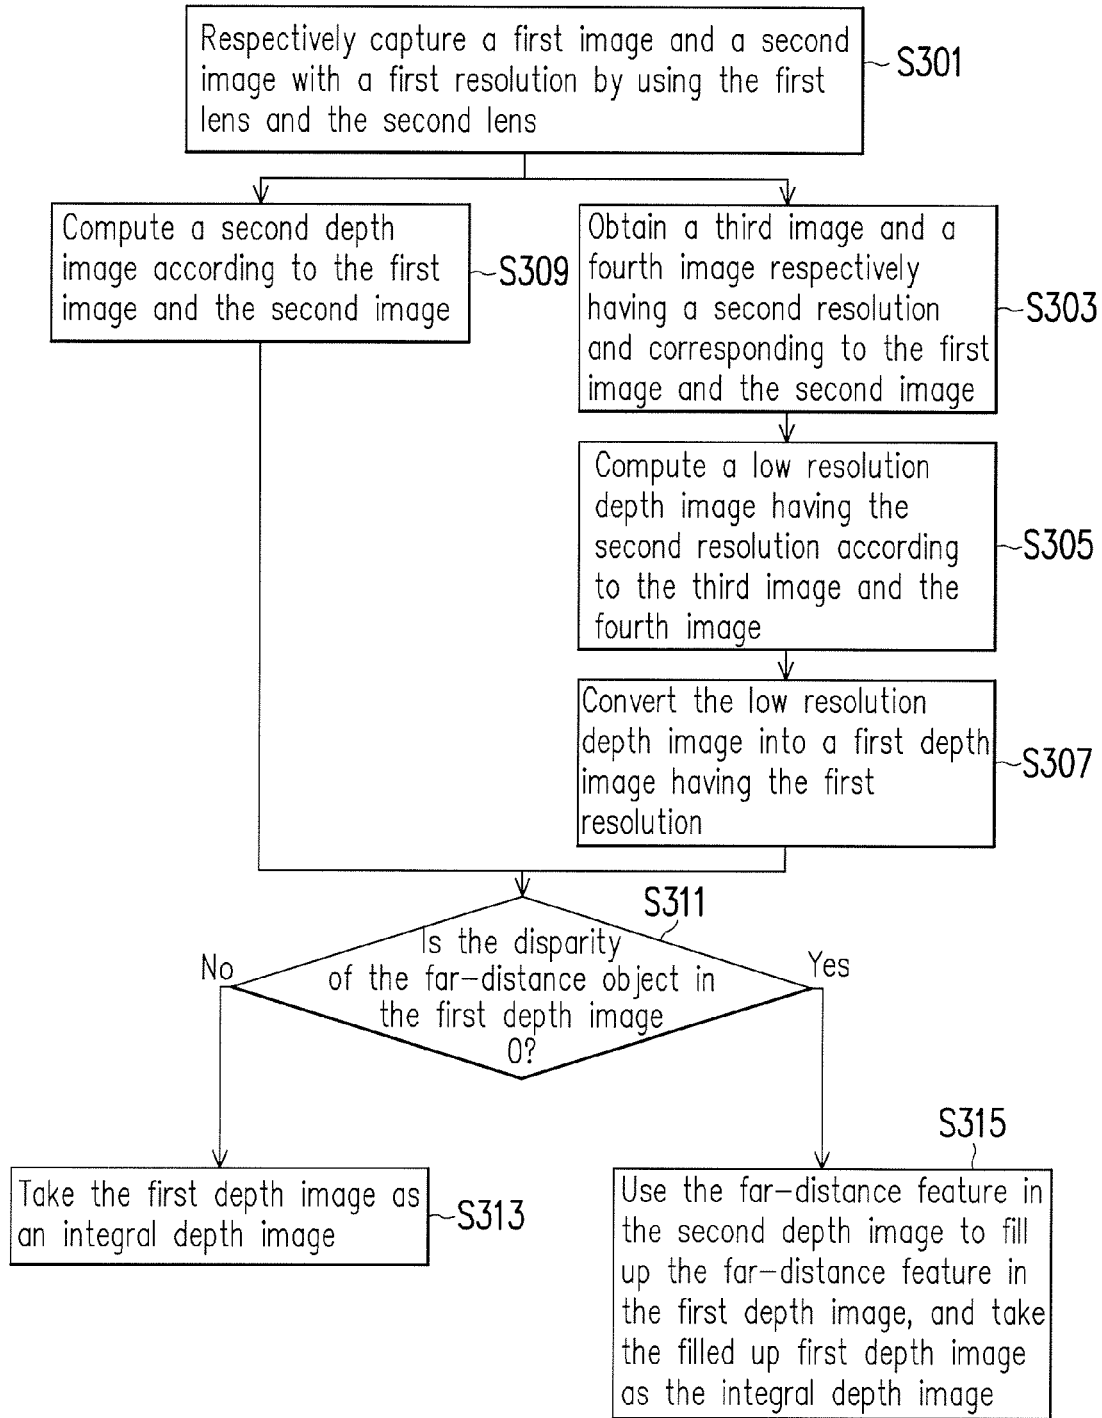 Respectively capture a first image and a second
image with a first resolution by using the first
lens and the second lens
S301
Compute a second depth
image according to the first
image and the second image
S309
Obtain a third image and a
fourth image respectively
having a second resolution
and corresponding to the first
image and the second image
S303
Compute a low resolution
depth image having the
second resolution according
to the third image and the
fourth image
S305
Convert the low resolution
depth image into a first depth
image having the first
resolution
S307
S311
Is the disparity
of the far-distance object in
the first depth image
0?
No
Yes
Take the first depth image as
an integral depth image
S313
S315
Use the far-distance feature in
the second depth image to fill
up the far-distance feature in
the first depth image, and take
the filled up first depth image
as the integral depth image